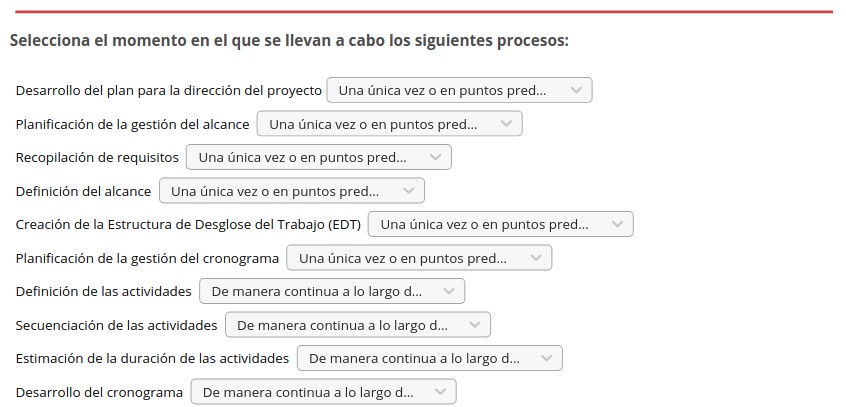 Selecciona el momento en el que se llevan a cabo los siguientes procesos:
Desarrollo del plan para la dirección del proyecto Una única vez o en puntos pred...
Planificación de la gestión del alcance Una única vez o en puntos pred...
Recopilación de requisitos Una única vez o en puntos pred...
Definición del alcance Una única vez o en puntos pred...
Creación de la Estructura de Desglose del Trabajo (EDT) Una única vez o en puntos pred...
Planificación de la gestión del cronograma Una única vez o en puntos pred...
Definición de las actividades De manera continua a lo largo d...
Secuenciación de las actividades De manera continua a lo largo d...
Estimación de la duración de las actividades De manera continua a lo largo d...
Desarrollo del cronograma De manera continua a lo largo d...